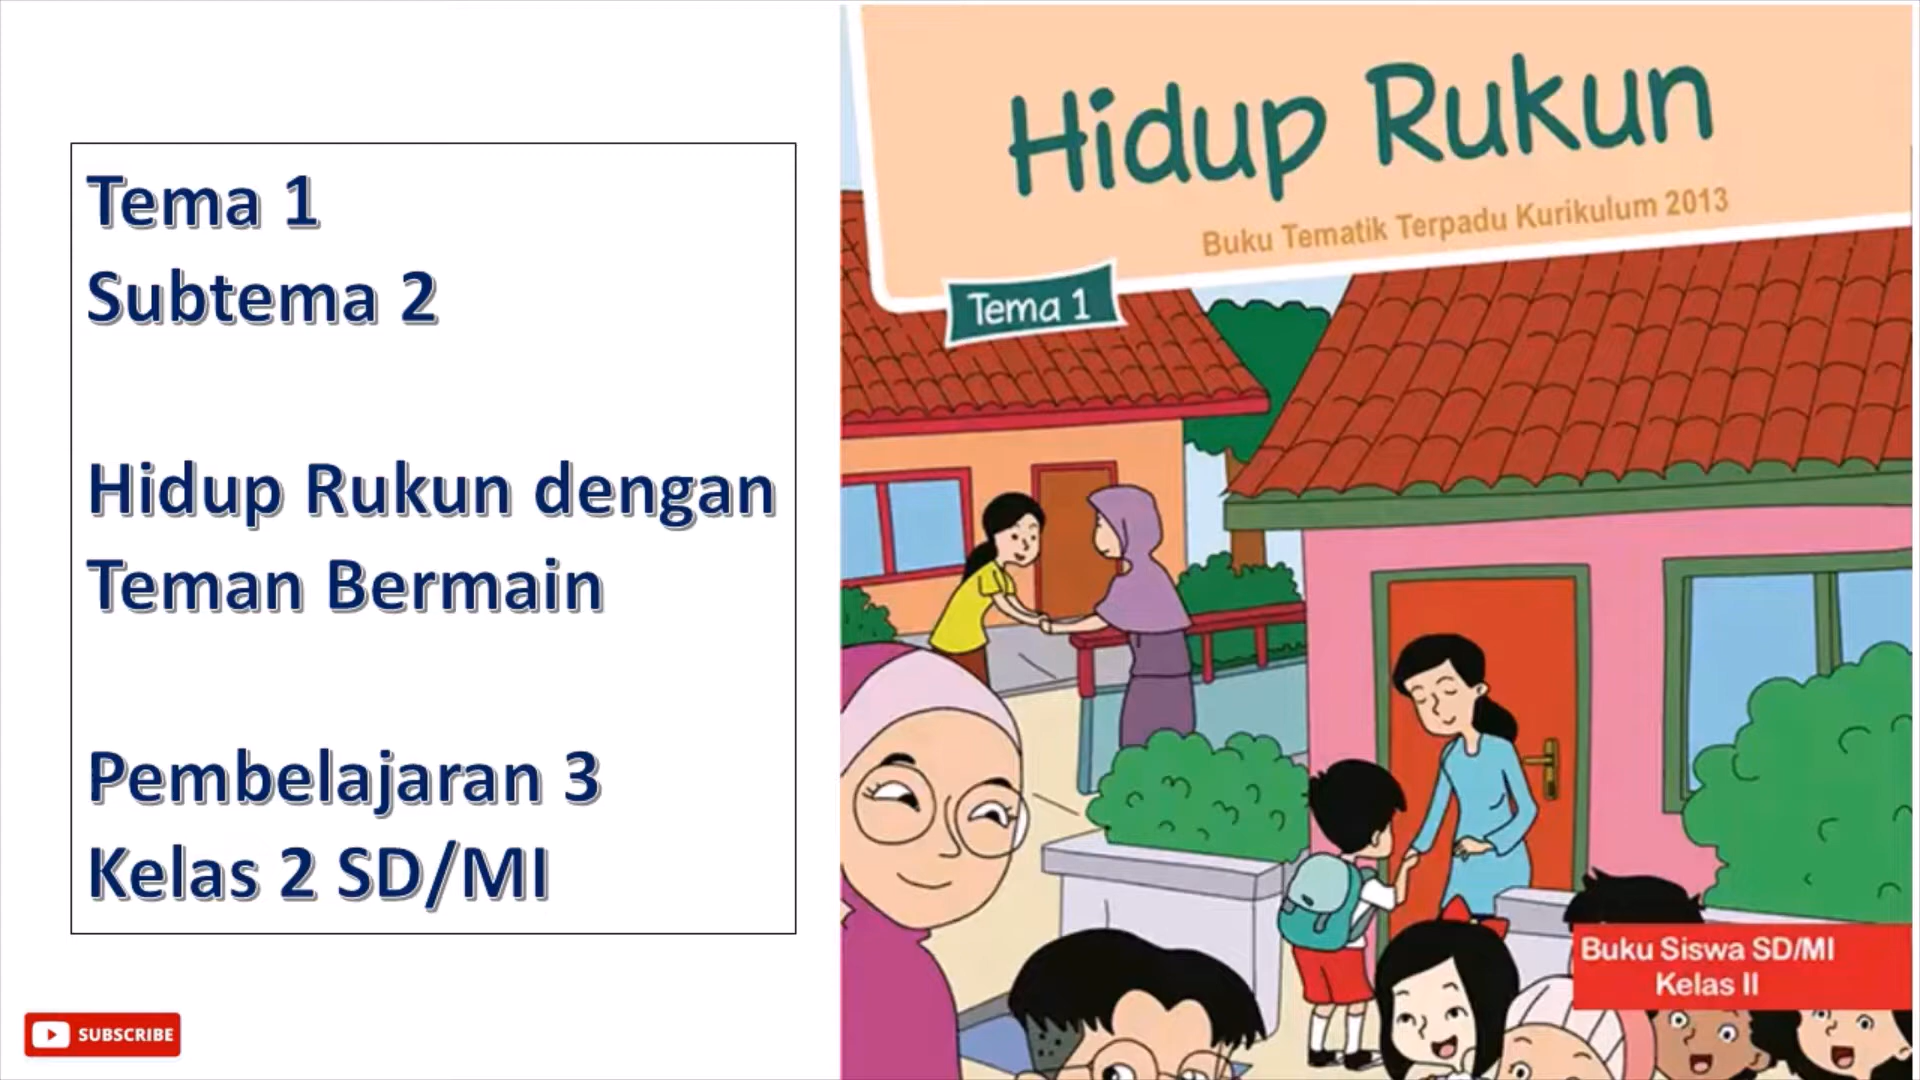 Tema 1
Subtema 2
Hidup Rukun dengan
Teman Bermain
Pembelajaran 3
Kelas 2 SD/MI
SUBSCRIBE
Hidup Rukun
Buku Tematik Terpadu Kurikulum 2013
Tema 1
Buku Siswa SD/MI
Kelas II